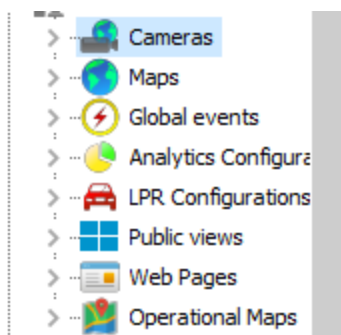 Cameras
Maps
Global events
Analytics Configura
LPR Configurations
Public views
Web Pages
Operational Maps